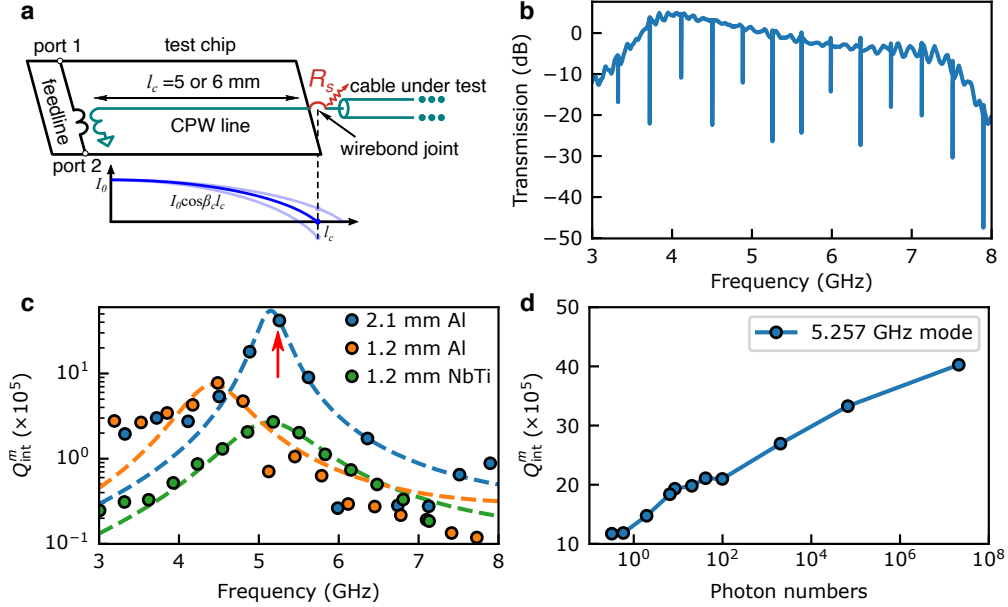 a
port 1
test chip
feedline
l_c =5 or 6 mm
R_s
cable under test
CPW line
wirebond joint
port 2
I_0
I_0cosβ_cl_c
l_c
b
Transmission (dB)
0
−10
−20
−30
−40
−50
3 4 5 6 7 8
Frequency (GHz)
c
Q^m_int (×10^5)
10^1
10^0
10^−1
2.1 mm Al
1.2 mm Al
1.2 mm NbTi
3 4 5 6 7 8
Frequency (GHz)
d
Q^m_int (×10^5)
50
40
30
20
10
5.257 GHz mode
10^0 10^2 10^4 10^6 10^8
Photon numbers